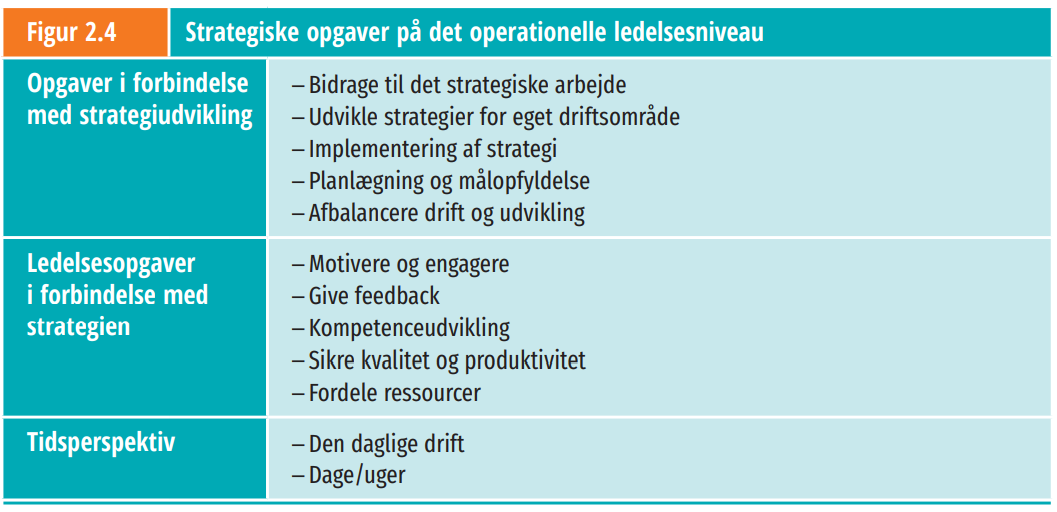 Figur 2.4
Strategiske opgaver på det operationelle ledelsesniveau
Opgaver i forbindelse
med strategiudvikling
– Bidrage til det strategiske arbejde
– Udvikle strategier for eget driftsområde
– Implementering af strategi
– Planlægning og målopfyldelse
– Afbalancere drift og udvikling
Ledelsesopgaver
i forbindelse med
strategien
– Motivere og engagere
– Give feedback
– Kompetenceudvikling
– Sikre kvalitet og produktivitet
– Fordele ressourcer
Tidsperspektiv
– Den daglige drift
– Dage/uger